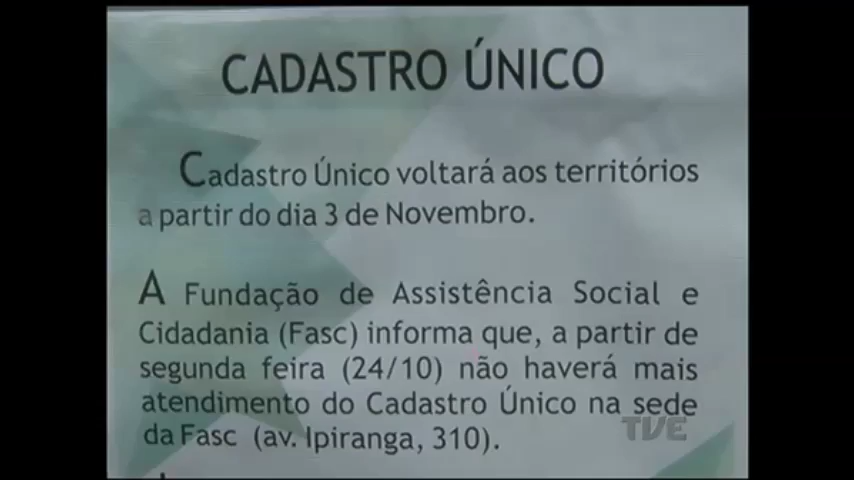 CADASTRO ÚNICO
Cadastro Único voltará aos territórios
a partir do dia 3 de Novembro.
A Fundação de Assistência Social e
Cidadania (Fasc) informa que, a partir de
segunda feira (24/10) não haverá mais
atendimento do Cadastro Único na sede
da Fasc (av. Ipiranga, 310).
TVE